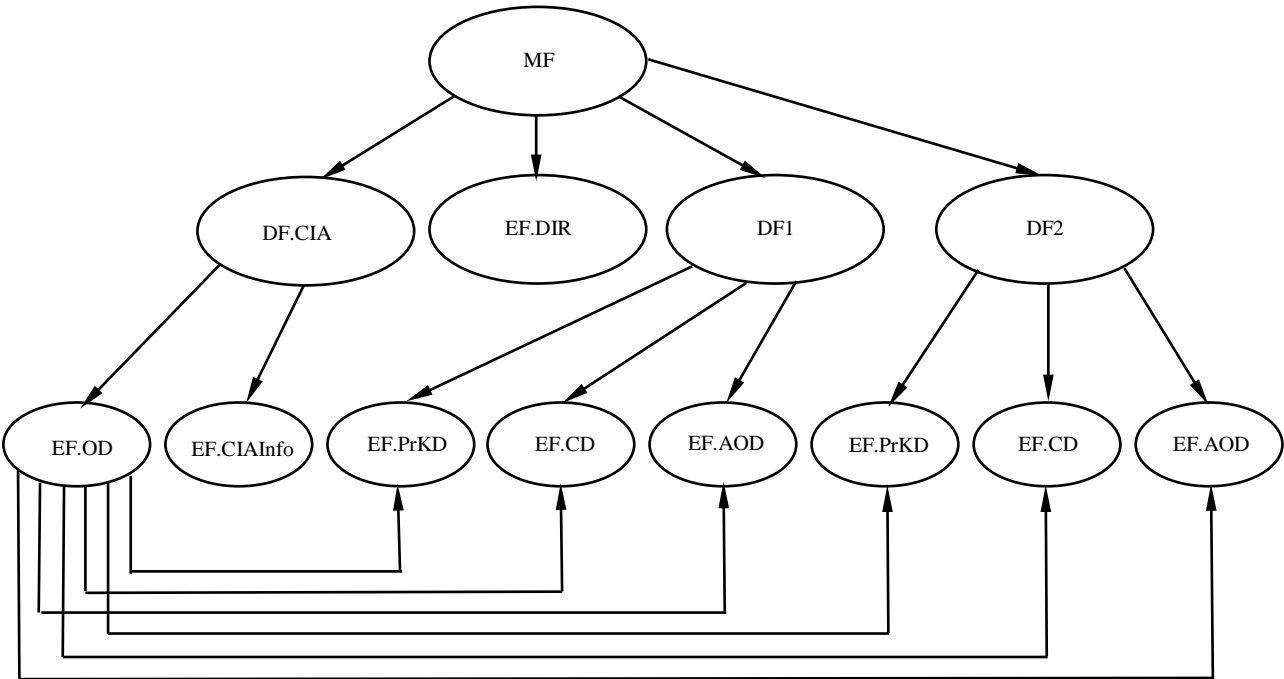 MF
DF.CIA
EF.DIR
DF1
DF2
EF.OD
EF.CIAInfo
EF.PrKD
EF.CD
EF.AOD
EF.PrKD
EF.CD
EF.AOD